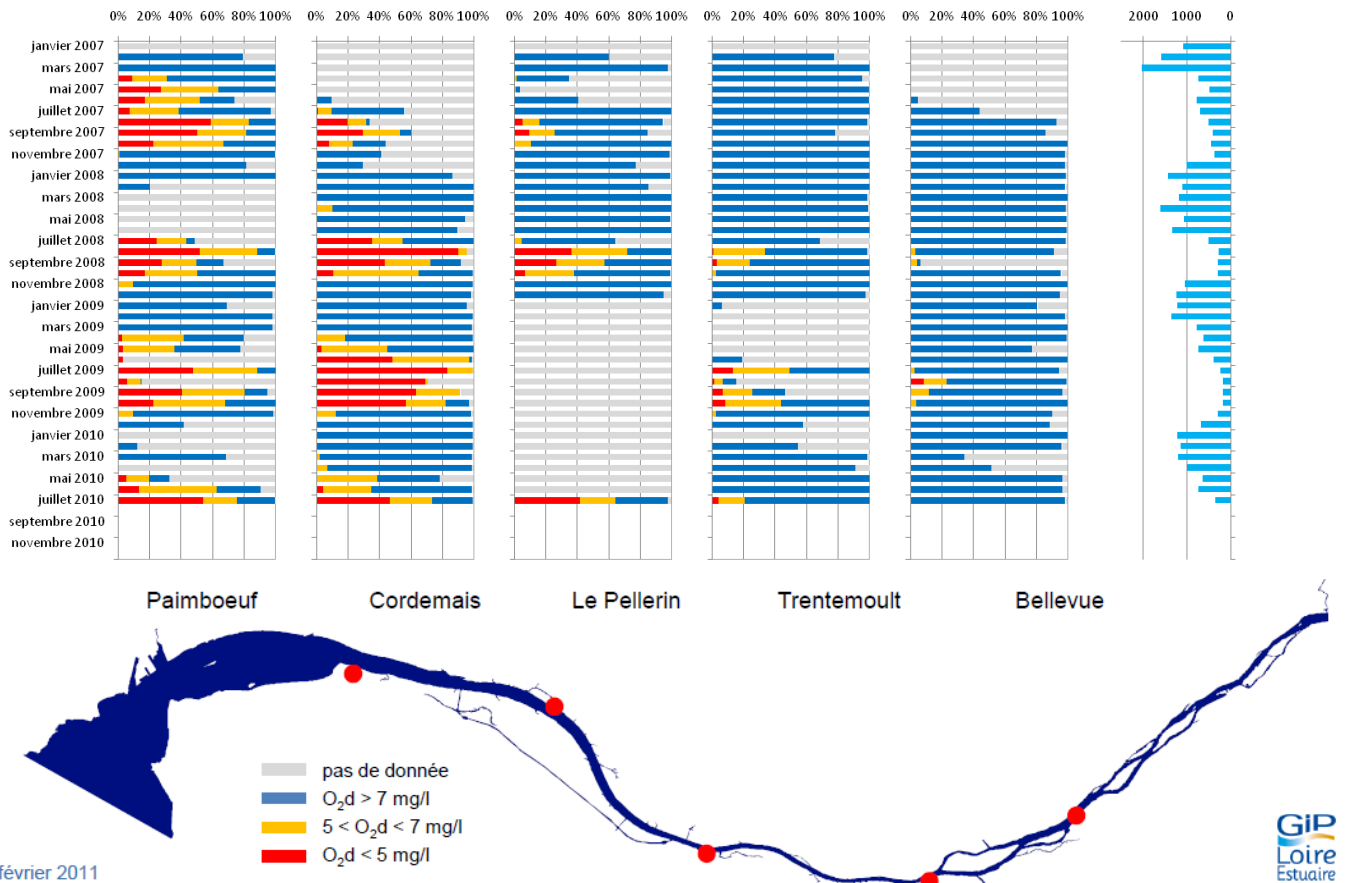 0% 20% 40% 60% 80% 100% 0% 20% 40% 60% 80% 100% 0% 20% 40% 60% 80% 100% 0% 20% 40% 60% 80% 100% 0% 20% 40% 60% 80% 100% 2000 1000 0
janvier 2007
mars 2007
mai 2007
juillet 2007
septembre 2007
novembre 2007
janvier 2008
mars 2008
mai 2008
juillet 2008
septembre 2008
novembre 2008
janvier 2009
mars 2009
mai 2009
juillet 2009
septembre 2009
novembre 2009
janvier 2010
mars 2010
mai 2010
juillet 2010
septembre 2010
novembre 2010
Paimboeuf Cordemais Le Pellerin Trentemoult Bellevue
pas de donnée
O₂d > 7 mg/l
5 < O₂d < 7 mg/l
O₂d < 5 mg/l
février 2011
GIP
Loire
Estuaire